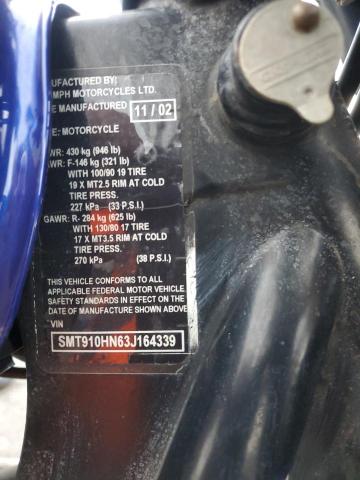 UFACTURED BY:
MPH MOTORCYCLES LTD.
E MANUFACTURED 11 / 02
E: MOTORCYCLE
WR: 430 kg (946 lb)
AWR: F-146 kg (321 lb)
WITH 100/90 19 TIRE
19 X MT2.5 RIM AT COLD
TIRE PRESS.
227 kPa (33 P.S.I.)
GAWR: R- 284 kg (625 lb)
WITH 130/80 17 TIRE
17 X MT3.5 RIM AT COLD
TIRE PRESS.
270 kPa (38 P.S.I.)
THIS VEHICLE CONFORMS TO ALL
APPLICABLE FEDERAL MOTOR VEHICLE
SAFETY STANDARDS IN EFFECT ON THE
DATE OF MANUFACTURE SHOWN ABOVE
VIN
SMT910HN63J164339